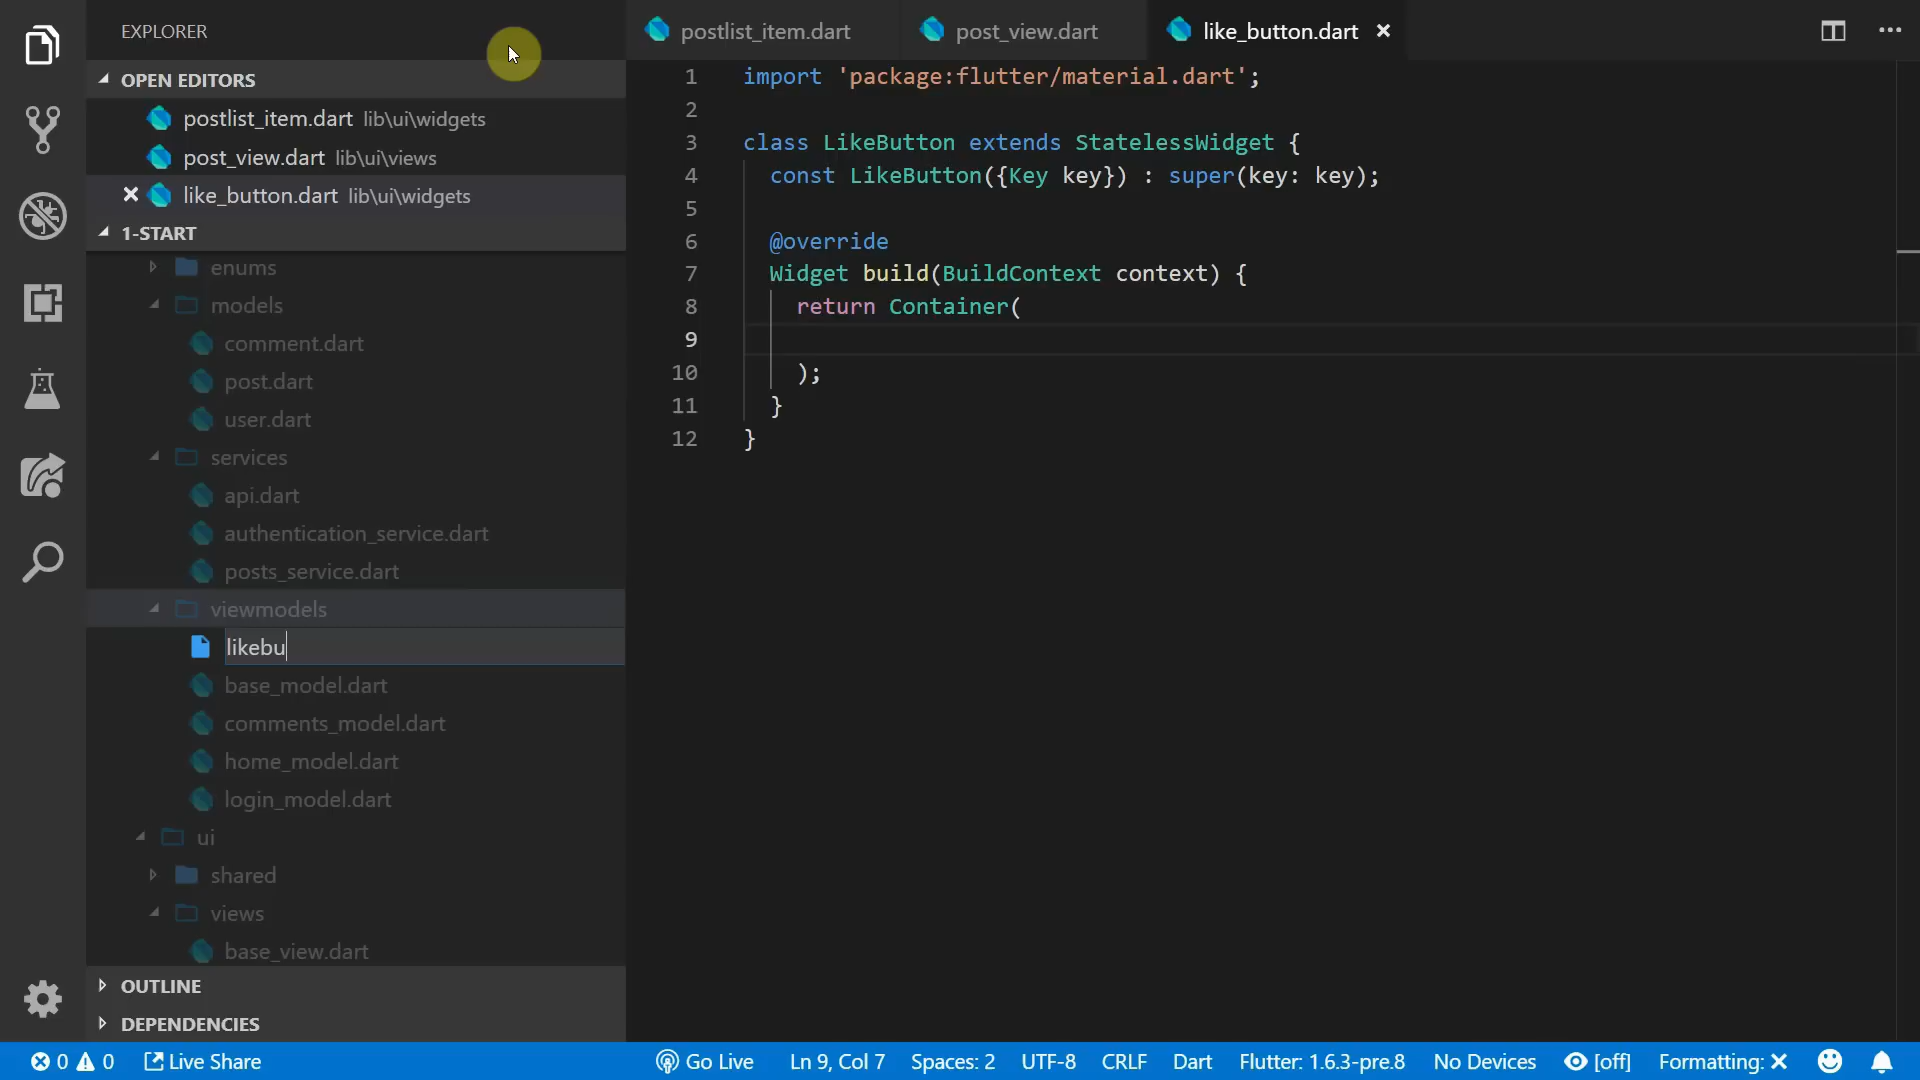 EXPLORER
OPEN EDITORS
postlist_item.dart lib\ui\widgets
post_view.dart lib\ui\views
like_button.dart lib\ui\widgets
1-START
enums
models
comment.dart
post.dart
user.dart
services
api.dart
authentication_service.dart
posts_service.dart
viewmodels
likebu
base_model.dart
comments_model.dart
home_model.dart
login_model.dart
ui
shared
views
base_view.dart
OUTLINE
DEPENDENCIES
postlist_item.dart post_view.dart like_button.dart
1 import 'package:flutter/material.dart';
2
3 class LikeButton extends StatelessWidget {
4 const LikeButton({Key key}) : super(key: key);
5
6 @override
7 Widget build(BuildContext context) {
8 return Container(
9
10 );
11 }
12 }
0 0 Live Share Go Live Ln 9, Col 7 Spaces: 2 UTF-8 CRLF Dart Flutter: 1.6.3-pre.8 No Devices [off] Formatting: ✕